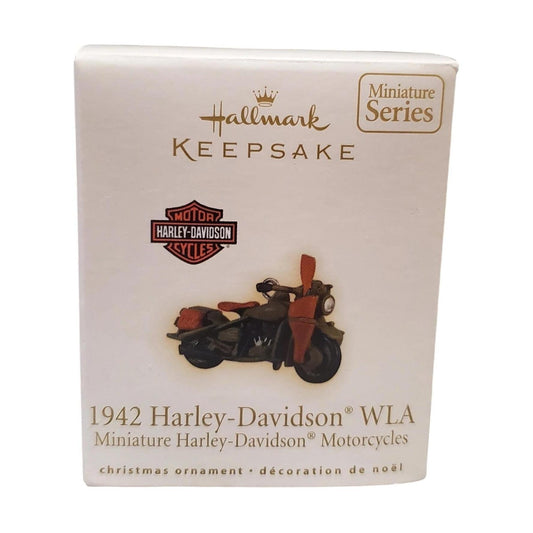 Hallmark
KEEPSAKE
Miniature
Series
MOTOR
HARLEY-DAVIDSON
CYCLES
1942 Harley-Davidson® WLA
Miniature Harley-Davidson® Motorcycles
christmas ornament • décoration de noël